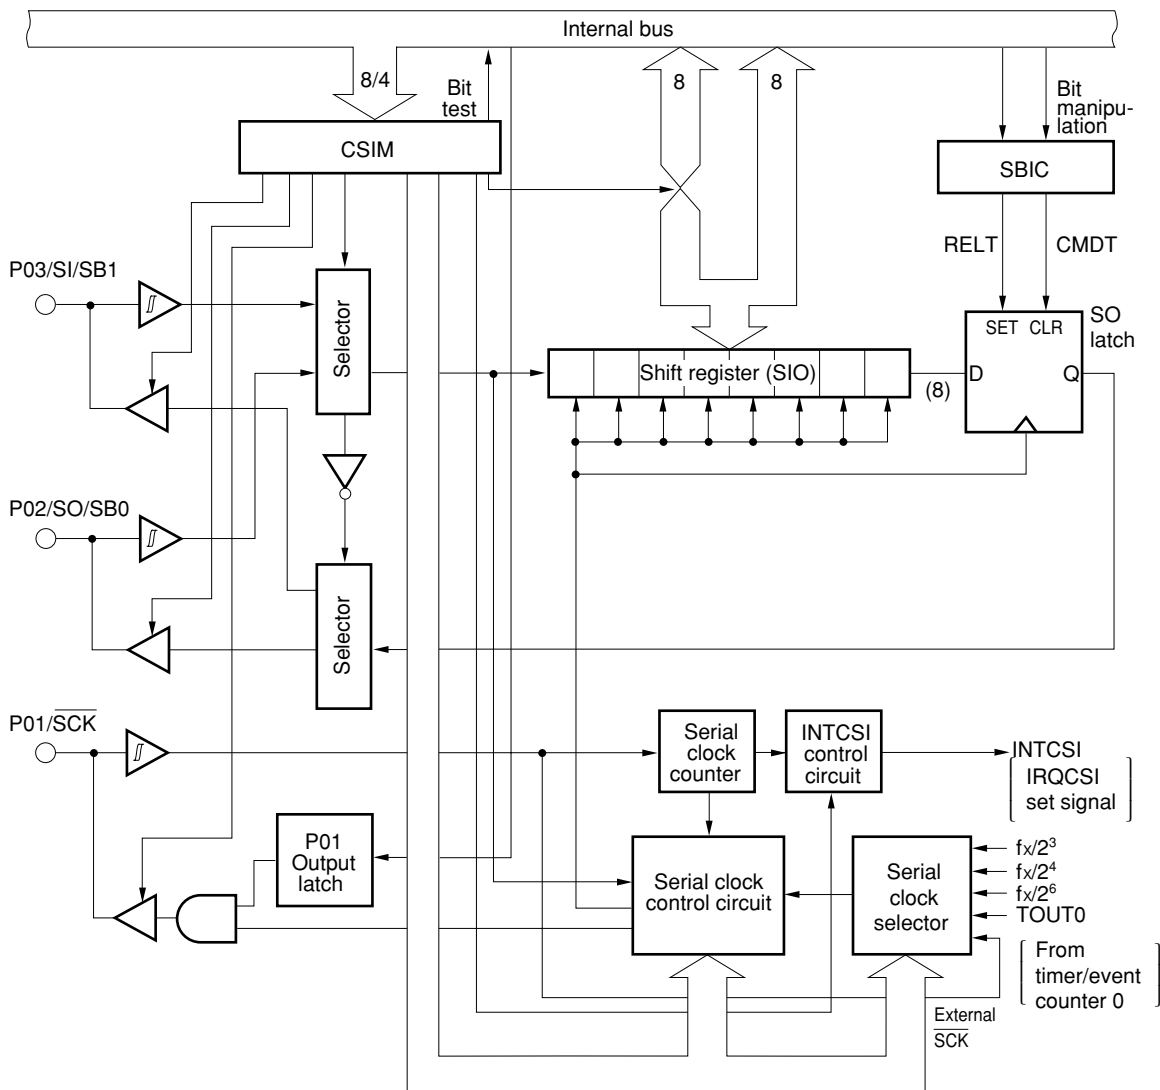 Internal bus
8/4
Bit
test
8
8
Bit
manipu-
lation
CSIM
SBIC
RELT
CMDT
P03/SI/SB1
Selector
SET CLR
SO
latch
Shift register (SIO)
(8)
D
Q
P02/SO/SB0
Selector
P01/S̅C̅K̅
Serial
clock
counter
INTCSI
control
circuit
INTCSI
IRQCSI
set signal
P01
Output
latch
Serial clock
control circuit
Serial
clock
selector
fx/2³
fx/2⁴
fx/2⁶
TOUT0
From
timer/event
counter 0
External
S̅C̅K̅